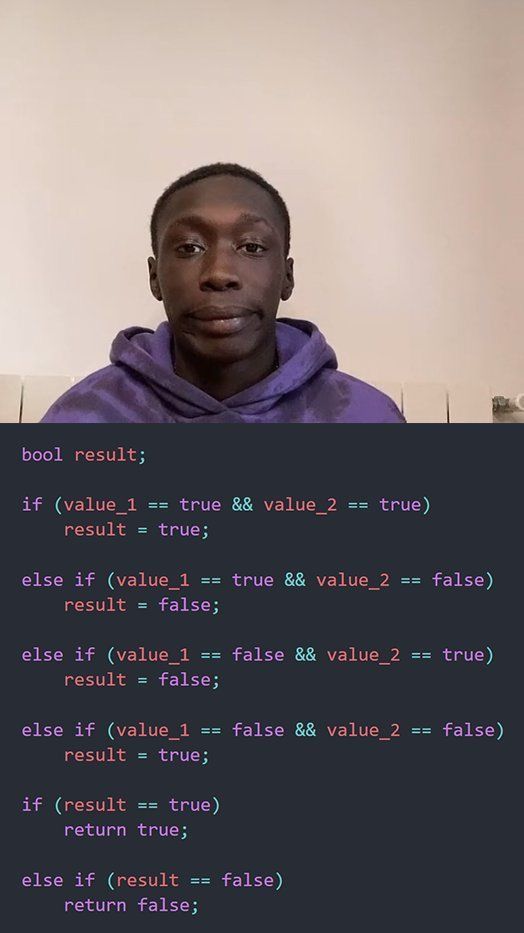 bool result;
if (value_1 == true && value_2 == true)
result = true;
else if (value_1 == true && value_2 == false)
result = false;
else if (value_1 == false && value_2 == true)
result = false;
else if (value_1 == false && value_2 == false)
result = true;
if (result == true)
return true;
else if (result == false)
return false;